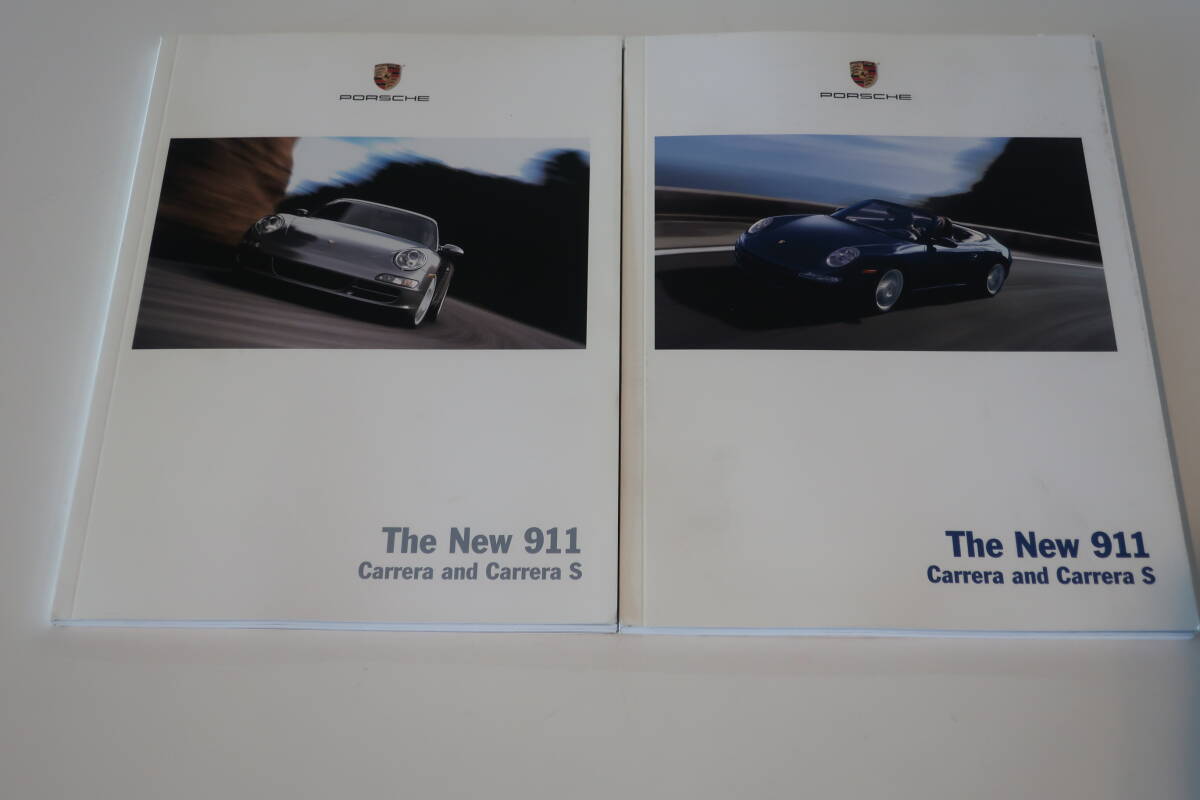 PORSCHE
The New 911
Carrera and Carrera S
PORSCHE
The New 911
Carrera and Carrera S